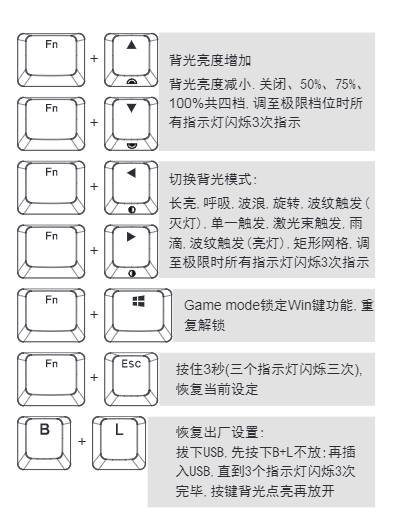 Fn + ▲
背光亮度增加
背光亮度减小. 关闭、50%、75%、
100%共四档, 调至极限档位时所
有指示灯闪烁3次指示
Fn + ▼
Fn + ◀
切换背光模式:
长亮, 呼吸, 波浪, 旋转, 波纹触发(
灭灯), 单一触发, 激光束触发, 雨
滴, 波纹触发(亮灯), 矩形网格, 调
至极限时所有指示灯闪烁3次指示
Fn + ▶
Fn +
Game mode锁定Win键功能, 重
复解锁
Fn + Esc
按住3秒(三个指示灯闪烁三次),
恢复当前设定
B + L
恢复出厂设置:
拔下USB, 先按下B+L不放;再插
入USB, 直到3个指示灯闪烁3次
完毕, 按键背光点亮再放开